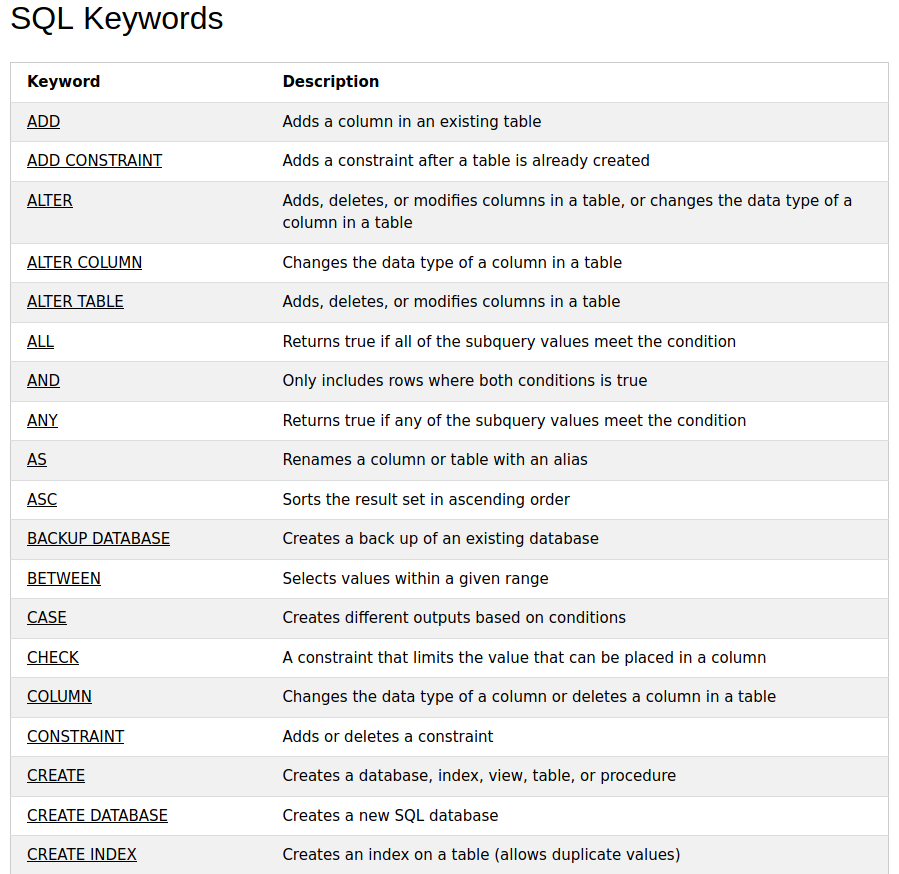 SQL Keywords
Keyword Description
ADD Adds a column in an existing table
ADD CONSTRAINT Adds a constraint after a table is already created
ALTER Adds, deletes, or modifies columns in a table, or changes the data type of a
column in a table
ALTER COLUMN Changes the data type of a column in a table
ALTER TABLE Adds, deletes, or modifies columns in a table
ALL Returns true if all of the subquery values meet the condition
AND Only includes rows where both conditions is true
ANY Returns true if any of the subquery values meet the condition
AS Renames a column or table with an alias
ASC Sorts the result set in ascending order
BACKUP DATABASE Creates a back up of an existing database
BETWEEN Selects values within a given range
CASE Creates different outputs based on conditions
CHECK A constraint that limits the value that can be placed in a column
COLUMN Changes the data type of a column or deletes a column in a table
CONSTRAINT Adds or deletes a constraint
CREATE Creates a database, index, view, table, or procedure
CREATE DATABASE Creates a new SQL database
CREATE INDEX Creates an index on a table (allows duplicate values)